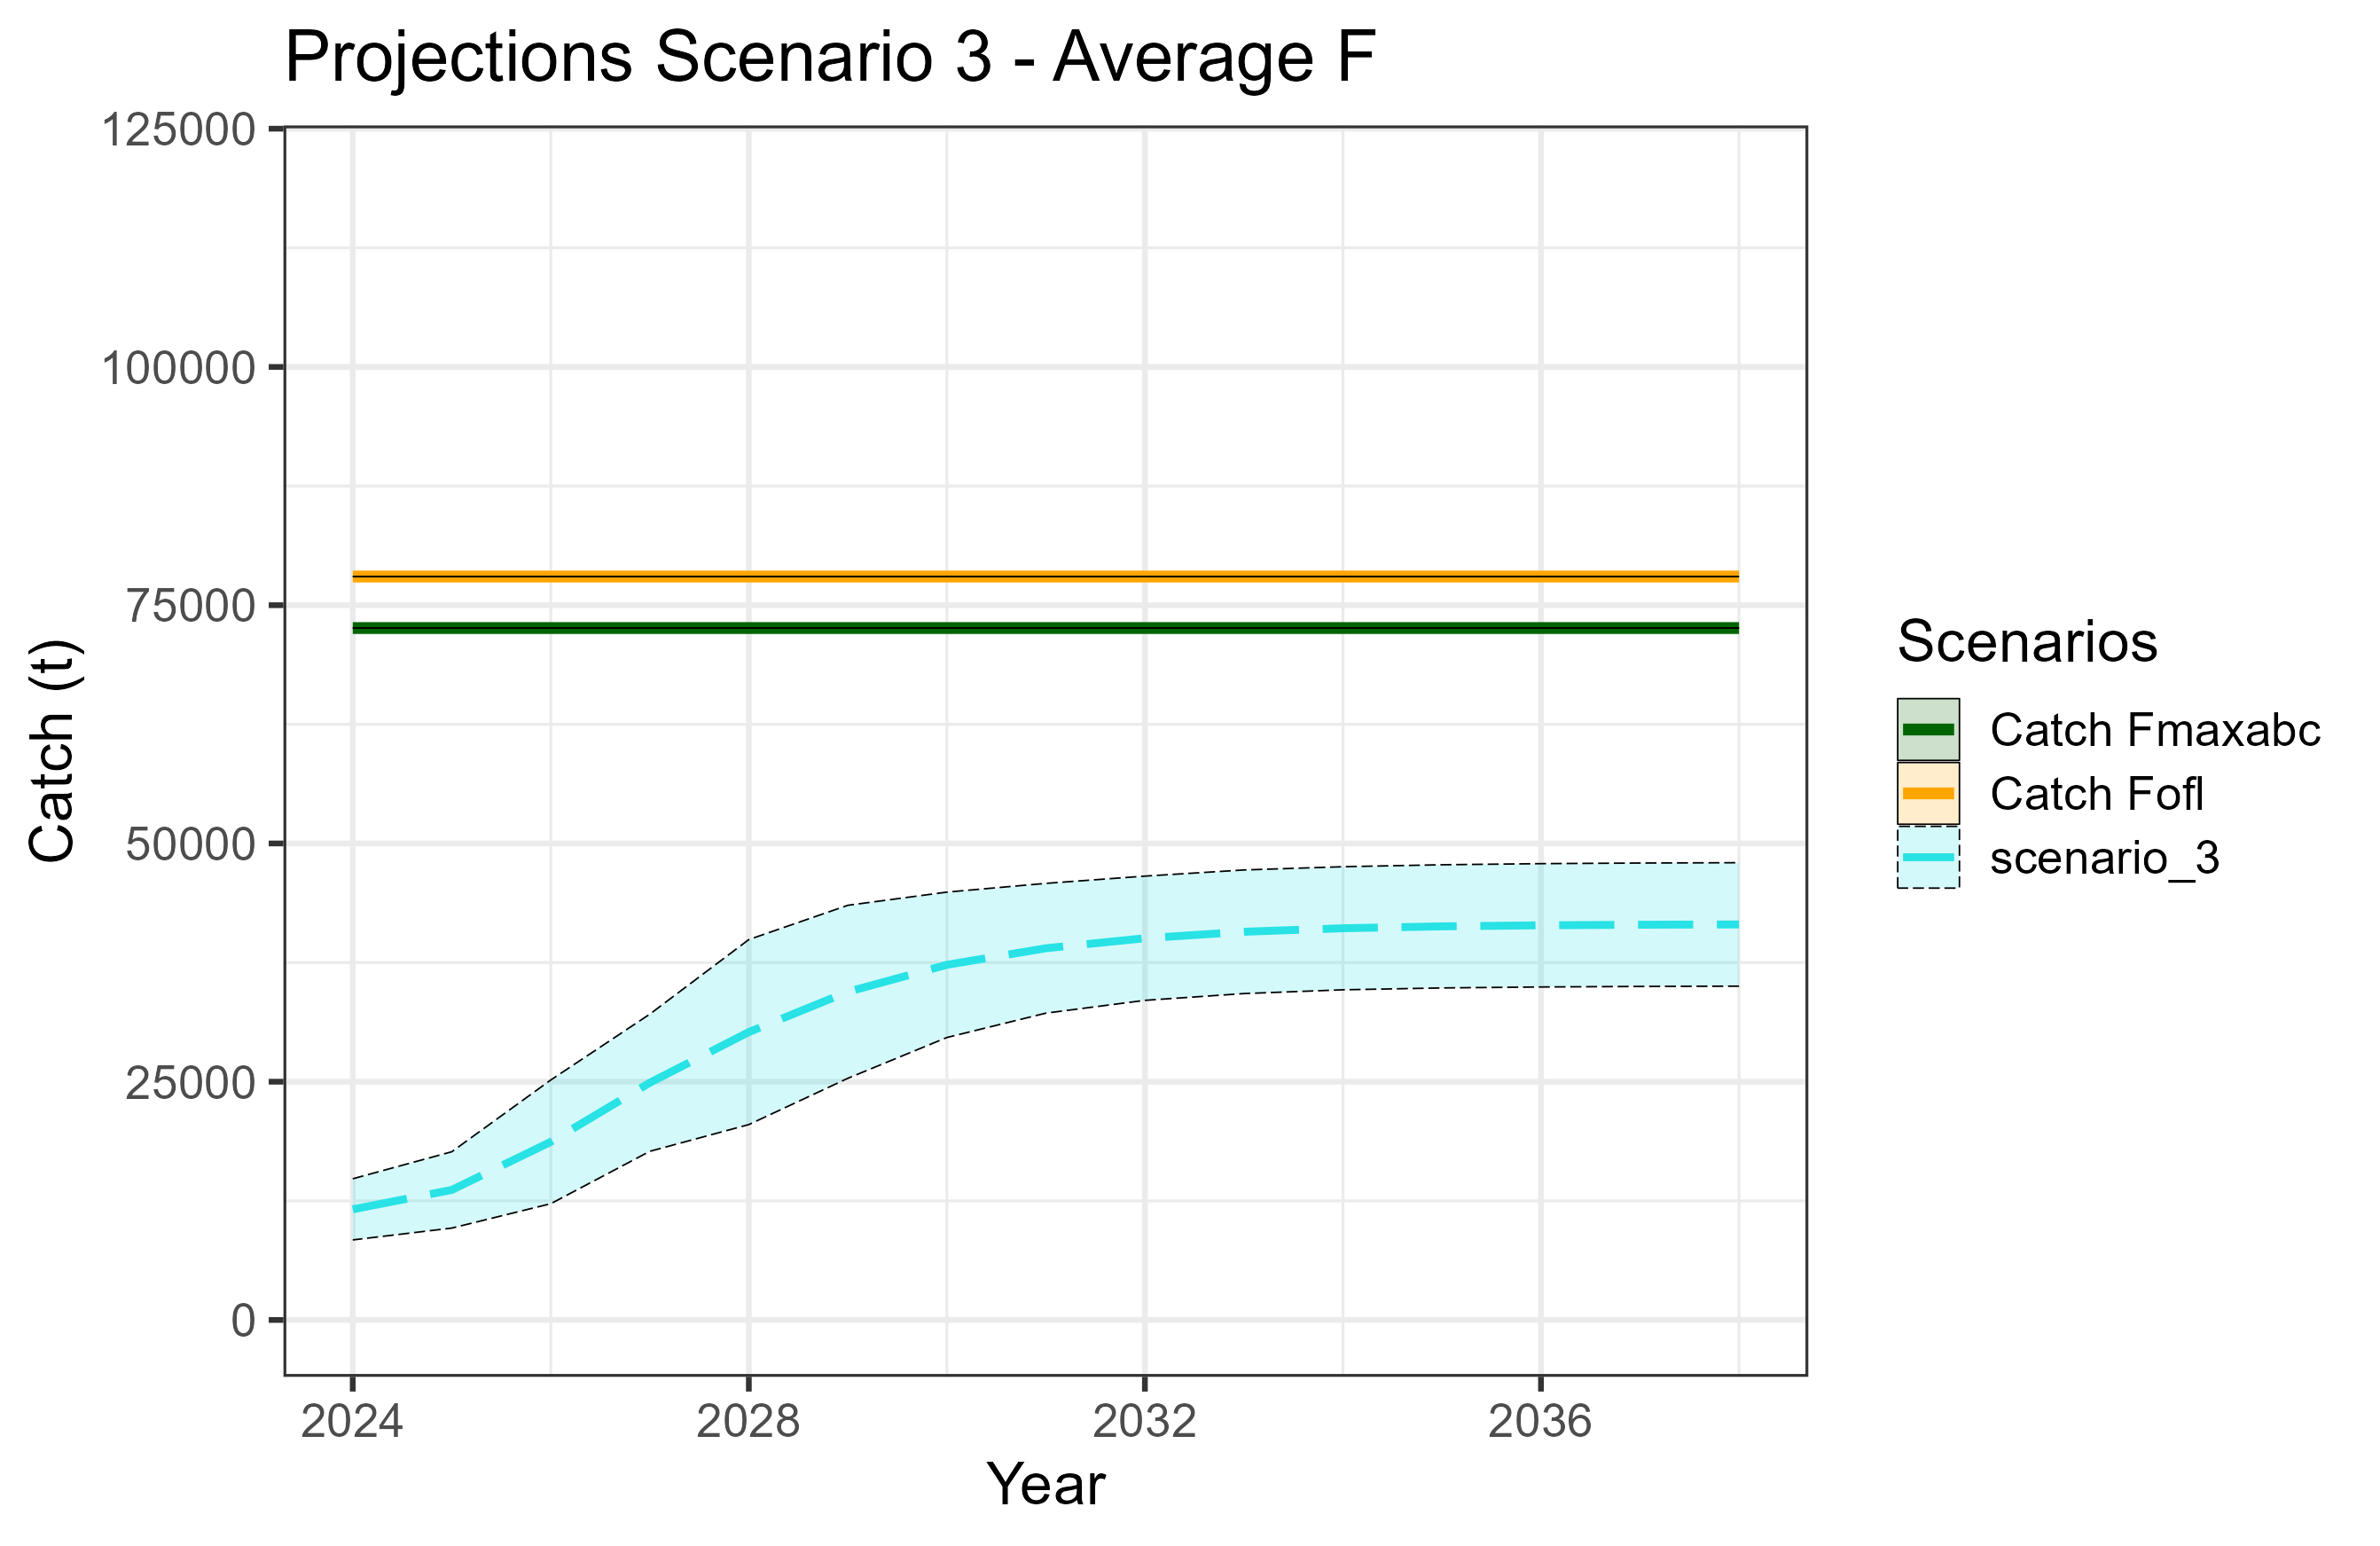 Projections Scenario 3 - Average F
125000
100000
75000
50000
25000
0
Catch (t)
2024 2028 2032 2036
Year
Scenarios
Catch Fmaxabc
Catch Fofl
scenario_3